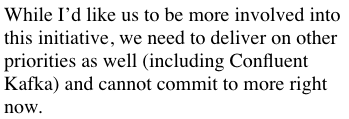 While I’d like us to be more involved into
this initiative, we need to deliver on other
priorities as well (including Confluent
Kafka) and cannot commit to more right
now.